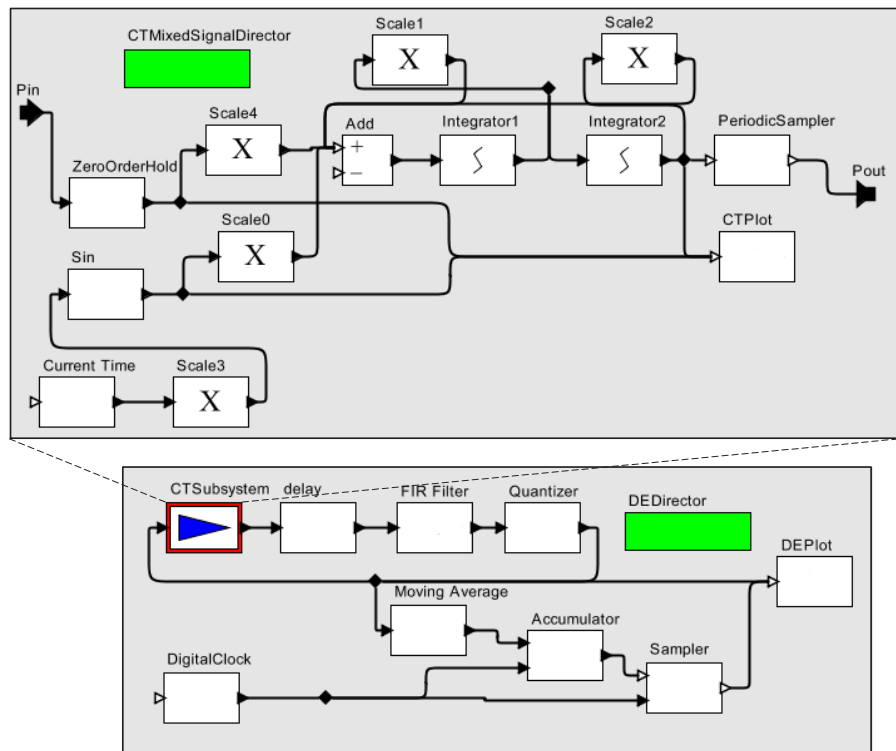 CTMixedSignalDirector
Scale1
Scale2
X
X
Pin
Scale4
X
Add
+
–
Integrator1
Integrator2
PeriodicSampler
Pout
ZeroOrderHold
Scale0
X
CTPlot
Sin
Current Time
Scale3
X
CTSubsystem
delay
FIR Filter
Quantizer
DEDirector
DEPlot
Moving Average
Accumulator
Sampler
DigitalClock